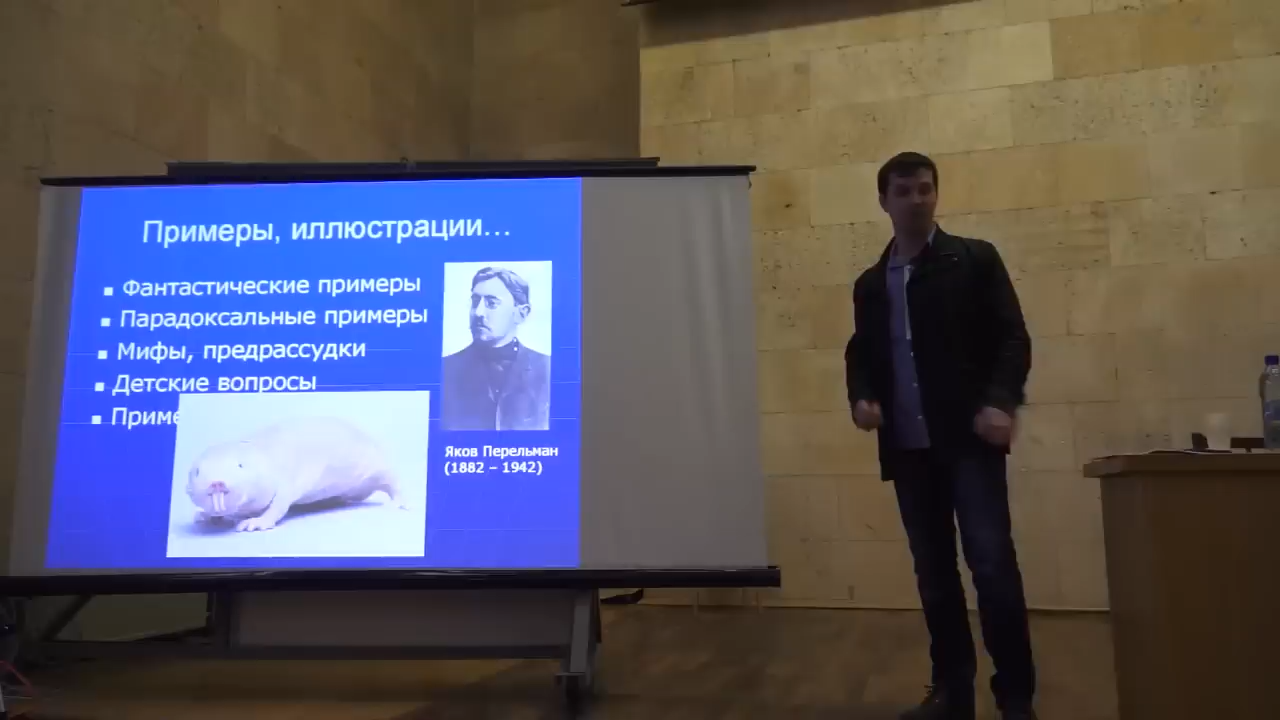 Примеры, иллюстрации...
Фантастические примеры
Парадоксальные примеры
Мифы, предрассудки
Детские вопросы
Яков Перельман
(1882 – 1942)